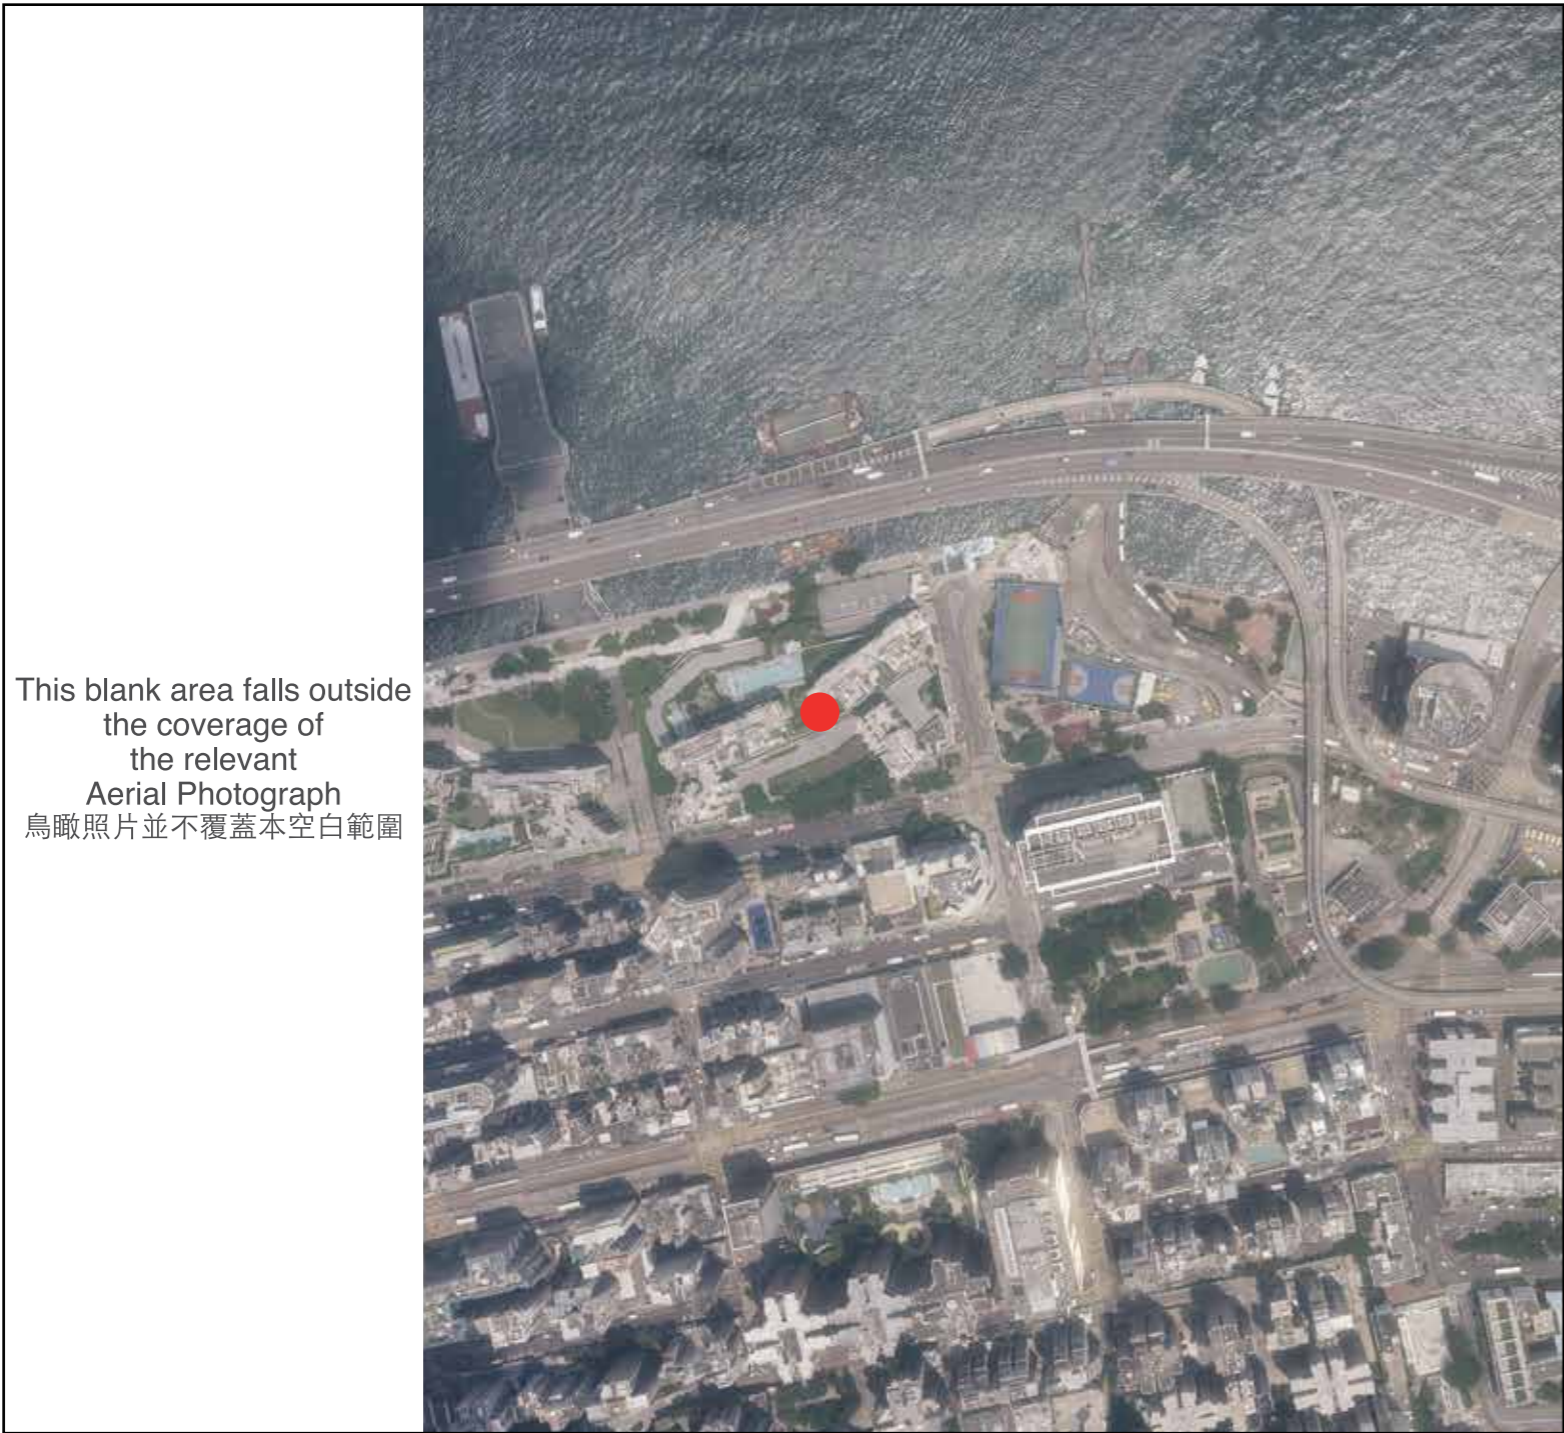 This blank area falls outside
the coverage of
the relevant
Aerial Photograph
鳥瞰照片並不覆蓋本空白範圍